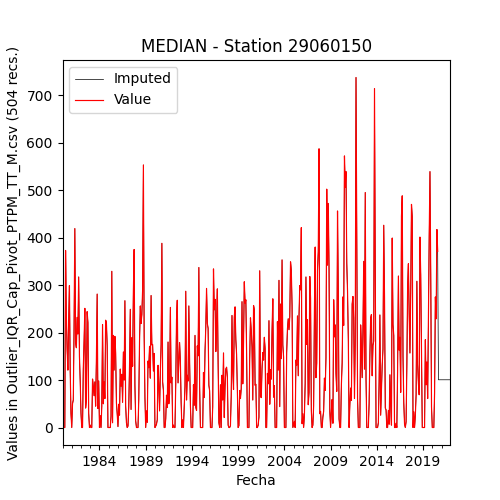 MEDIAN - Station 29060150
Imputed
Value
Values in Outlier_IQR_Cap_Pivot_PTPM_TT_M.csv (504 recs.)
700
600
500
400
300
200
100
0
1984 1989 1994 1999 2004 2009 2014 2019
Fecha